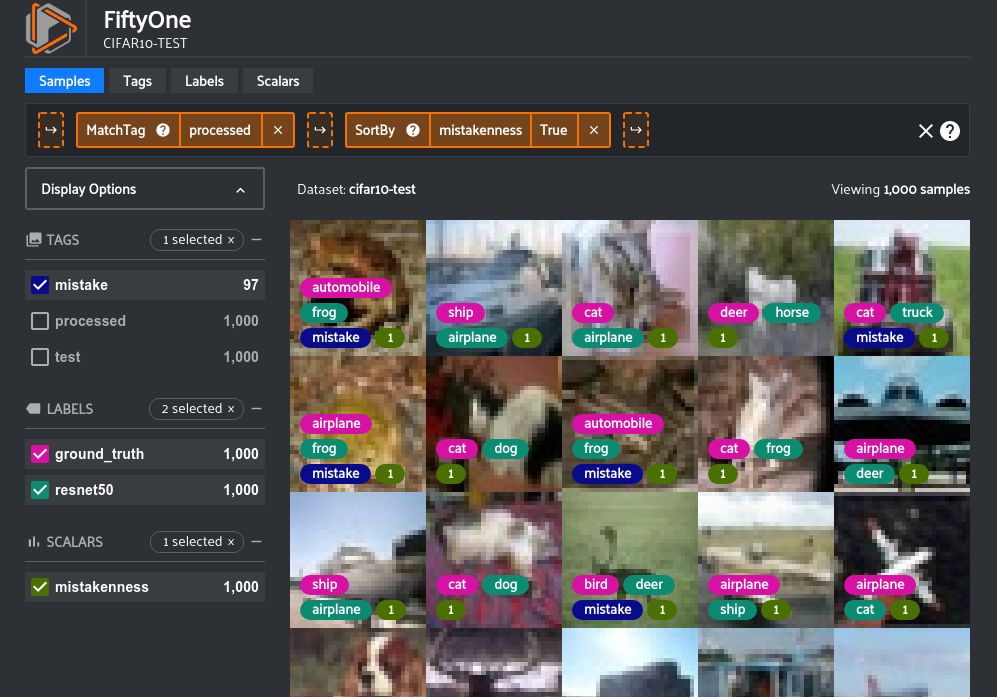 FiftyOne
CIFAR10-TEST
Samples Tags Labels Scalars
MatchTag ? processed × SortBy ? mistakenness True × × ?
Display Options
Dataset: cifar10-test
Viewing 1,000 samples
TAGS 1 selected ×
mistake 97
processed 1,000
test 1,000
LABELS 2 selected ×
ground_truth 1,000
resnet50 1,000
SCALARS 1 selected ×
mistakenness 1,000
automobile
frog
mistake 1
ship
airplane 1
cat
airplane 1
deer horse
1
cat truck
mistake 1
airplane
frog
mistake 1
cat dog
1
automobile
frog
mistake 1
cat frog
1
airplane
deer 1
ship
airplane 1
cat dog
1
bird deer
mistake 1
airplane
ship 1
airplane
cat 1